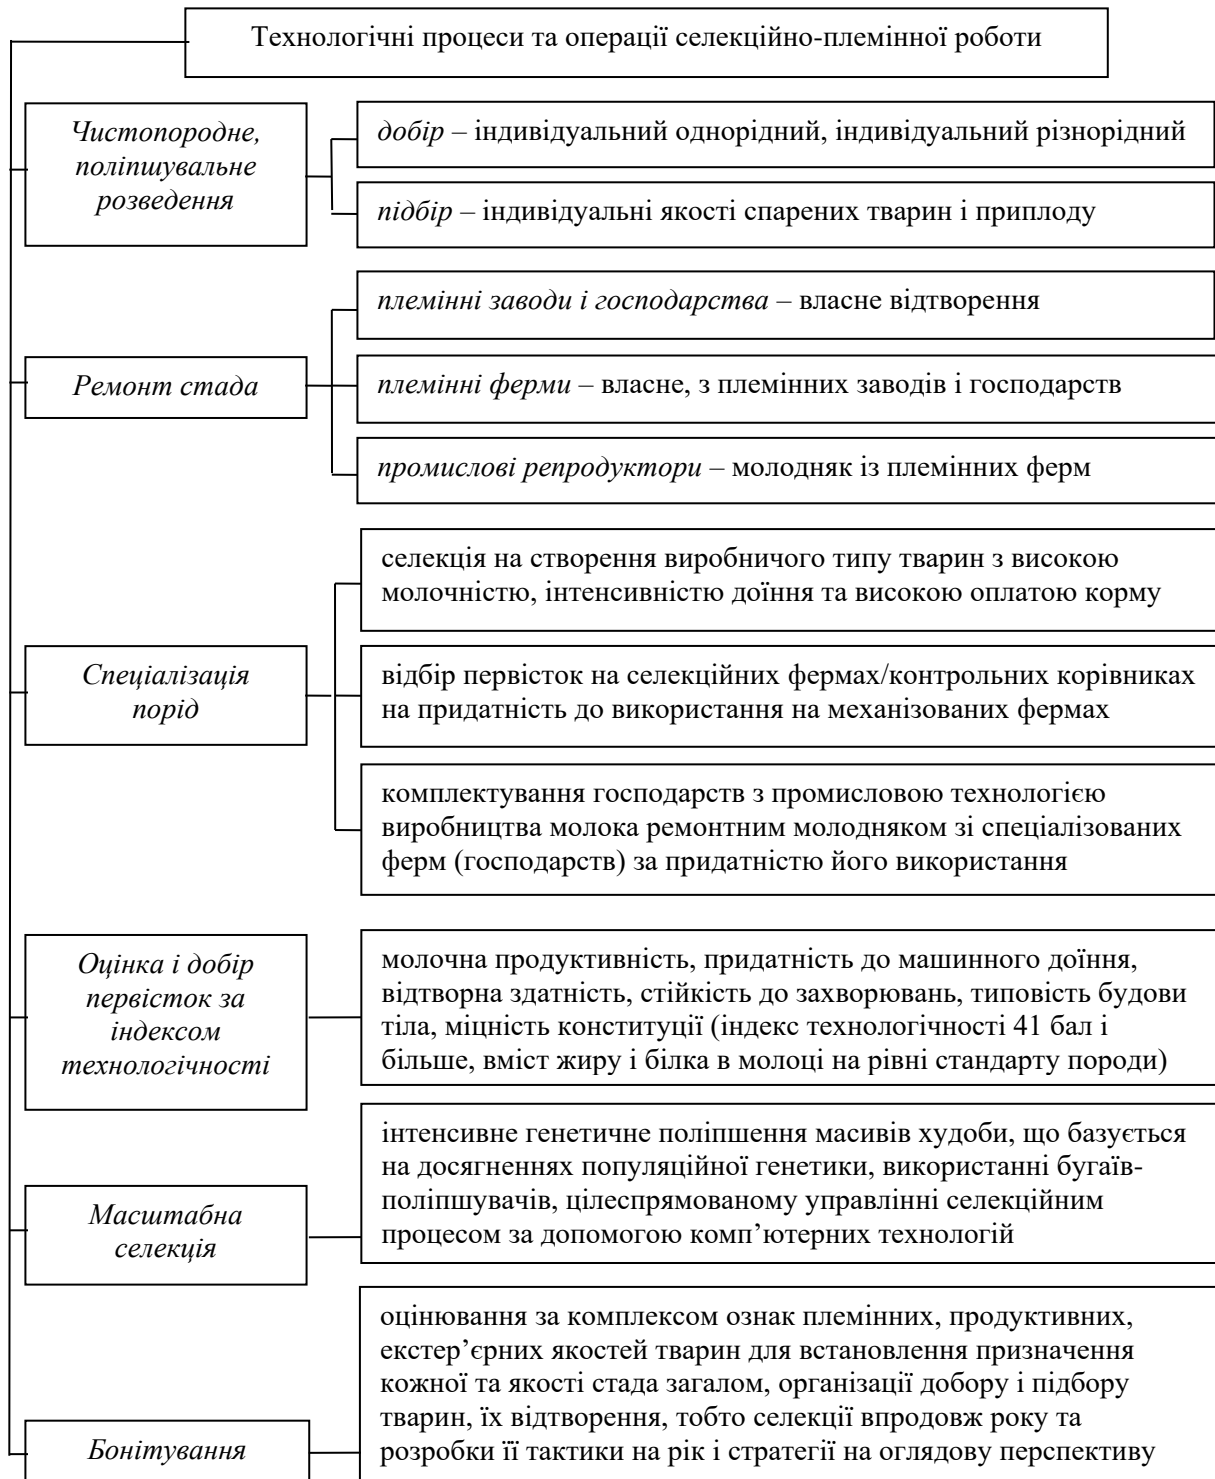 Технологічні процеси та операції селекційно-племінної роботи
Чистопородне,
поліпшувальне
розведення
добір – індивідуальний однорідний, індивідуальний різнорідний
підбір – індивідуальні якості спарених тварин і приплоду
Ремонт стада
племінні заводи і господарства – власне відтворення
племінні ферми – власне, з племінних заводів і господарств
промислові репродуктори – молодняк із племінних ферм
Спеціалізація
порід
селекція на створення виробничого типу тварин з високою
молочністю, інтенсивністю доїння та високою оплатою корму
відбір первісток на селекційних фермах/контрольних корівниках
на придатність до використання на механізованих фермах
комплектування господарств з промисловою технологією
виробництва молока ремонтним молодняком зі спеціалізованих
ферм (господарств) за придатністю його використання
Оцінка і добір
первісток за
індексом
технологічності
молочна продуктивність, придатність до машинного доїння,
відтворна здатність, стійкість до захворювань, типовість будови
тіла, міцність конституції (індекс технологічності 41 бал і
більше, вміст жиру і білка в молоці на рівні стандарту породи)
Масштабна
селекція
інтенсивне генетичне поліпшення масивів худоби, що базується
на досягненнях популяційної генетики, використанні бугаїв-
поліпшувачів, цілеспрямованому управлінні селекційним
процесом за допомогою комп’ютерних технологій
Бонітування
оцінювання за комплексом ознак племінних, продуктивних,
екстер’єрних якостей тварин для встановлення призначення
кожної та якості стада загалом, організації добору і підбору
тварин, їх відтворення, тобто селекції впродовж року та
розробки її тактики на рік і стратегії на оглядову перспективу